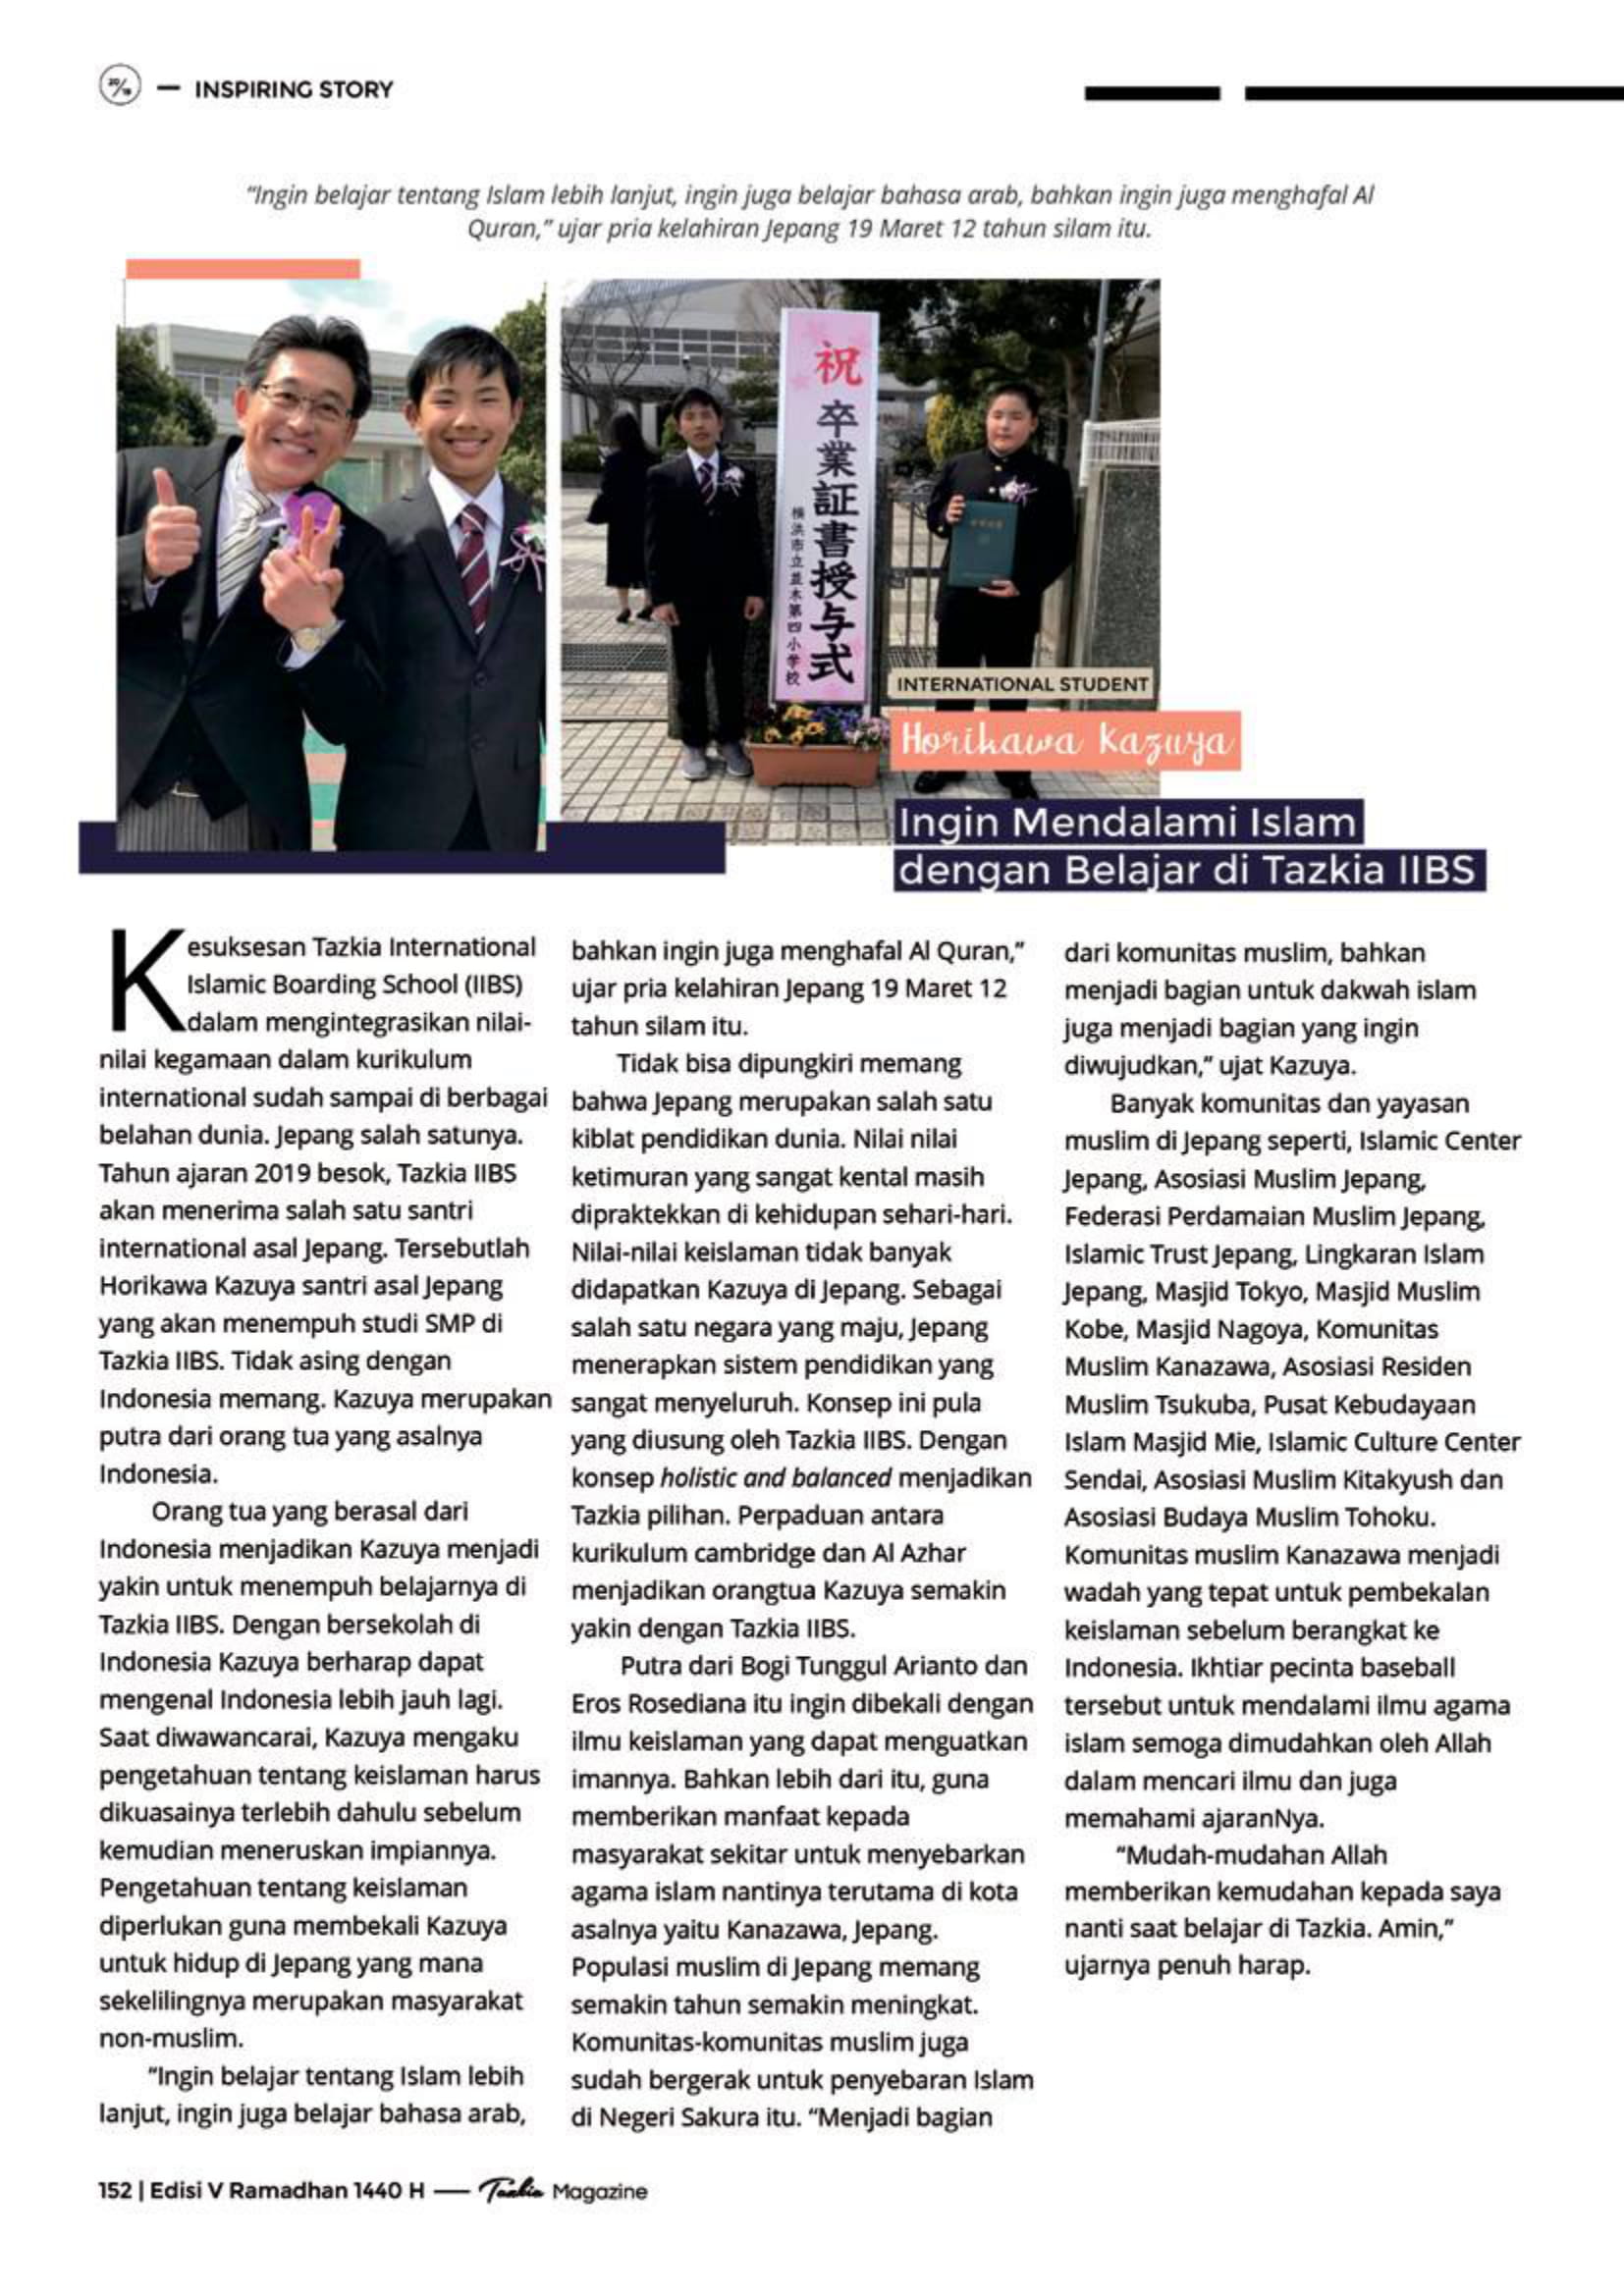 20/19 — INSPIRING STORY
“Ingin belajar tentang Islam lebih lanjut, ingin juga belajar bahasa arab, bahkan ingin juga menghafal Al
Quran,” ujar pria kelahiran Jepang 19 Maret 12 tahun silam itu.
祝 卒業証書授与式
横浜市立並木第四小学校
INTERNATIONAL STUDENT
Horikawa Kazuya
Ingin Mendalami Islam
dengan Belajar di Tazkia IIBS
Kesuksesan Tazkia International
Islamic Boarding School (IIBS)
dalam mengintegrasikan nilai-
nilai kegamaan dalam kurikulum
international sudah sampai di berbagai
belahan dunia. Jepang salah satunya.
Tahun ajaran 2019 besok, Tazkia IIBS
akan menerima salah satu santri
international asal Jepang. Tersebutlah
Horikawa Kazuya santri asal Jepang
yang akan menempuh studi SMP di
Tazkia IIBS. Tidak asing dengan
Indonesia memang. Kazuya merupakan
putra dari orang tua yang asalnya
Indonesia.
Orang tua yang berasal dari
Indonesia menjadikan Kazuya menjadi
yakin untuk menempuh belajarnya di
Tazkia IIBS. Dengan bersekolah di
Indonesia Kazuya berharap dapat
mengenal Indonesia lebih jauh lagi.
Saat diwawancarai, Kazuya mengaku
pengetahuan tentang keislaman harus
dikuasainya terlebih dahulu sebelum
kemudian meneruskan impiannya.
Pengetahuan tentang keislaman
diperlukan guna membekali Kazuya
untuk hidup di Jepang yang mana
sekelilingnya merupakan masyarakat
non-muslim.
“Ingin belajar tentang Islam lebih
lanjut, ingin juga belajar bahasa arab,
bahkan ingin juga menghafal Al Quran,”
ujar pria kelahiran Jepang 19 Maret 12
tahun silam itu.
Tidak bisa dipungkiri memang
bahwa Jepang merupakan salah satu
kiblat pendidikan dunia. Nilai nilai
ketimuran yang sangat kental masih
dipraktekkan di kehidupan sehari-hari.
Nilai-nilai keislaman tidak banyak
didapatkan Kazuya di Jepang. Sebagai
salah satu negara yang maju, Jepang
menerapkan sistem pendidikan yang
sangat menyeluruh. Konsep ini pula
yang diusung oleh Tazkia IIBS. Dengan
konsep holistic and balanced menjadikan
Tazkia pilihan. Perpaduan antara
kurikulum cambridge dan Al Azhar
menjadikan orangtua Kazuya semakin
yakin dengan Tazkia IIBS.
Putra dari Bogi Tunggul Arianto dan
Eros Rosediana itu ingin dibekali dengan
ilmu keislaman yang dapat menguatkan
imannya. Bahkan lebih dari itu, guna
memberikan manfaat kepada
masyarakat sekitar untuk menyebarkan
agama islam nantinya terutama di kota
asalnya yaitu Kanazawa, Jepang.
Populasi muslim di Jepang memang
semakin tahun semakin meningkat.
Komunitas-komunitas muslim juga
sudah bergerak untuk penyebaran Islam
di Negeri Sakura itu. “Menjadi bagian
dari komunitas muslim, bahkan
menjadi bagian untuk dakwah islam
juga menjadi bagian yang ingin
diwujudkan,” ujat Kazuya.
Banyak komunitas dan yayasan
muslim di Jepang seperti, Islamic Center
Jepang, Asosiasi Muslim Jepang,
Federasi Perdamaian Muslim Jepang,
Islamic Trust Jepang, Lingkaran Islam
Jepang, Masjid Tokyo, Masjid Muslim
Kobe, Masjid Nagoya, Komunitas
Muslim Kanazawa, Asosiasi Residen
Muslim Tsukuba, Pusat Kebudayaan
Islam Masjid Mie, Islamic Culture Center
Sendai, Asosiasi Muslim Kitakyush dan
Asosiasi Budaya Muslim Tohoku.
Komunitas muslim Kanazawa menjadi
wadah yang tepat untuk pembekalan
keislaman sebelum berangkat ke
Indonesia. Ikhtiar pecinta baseball
tersebut untuk mendalami ilmu agama
islam semoga dimudahkan oleh Allah
dalam mencari ilmu dan juga
memahami ajaranNya.
“Mudah-mudahan Allah
memberikan kemudahan kepada saya
nanti saat belajar di Tazkia. Amin,”
ujarnya penuh harap.
152 | Edisi V Ramadhan 1440 H — Tazkia Magazine